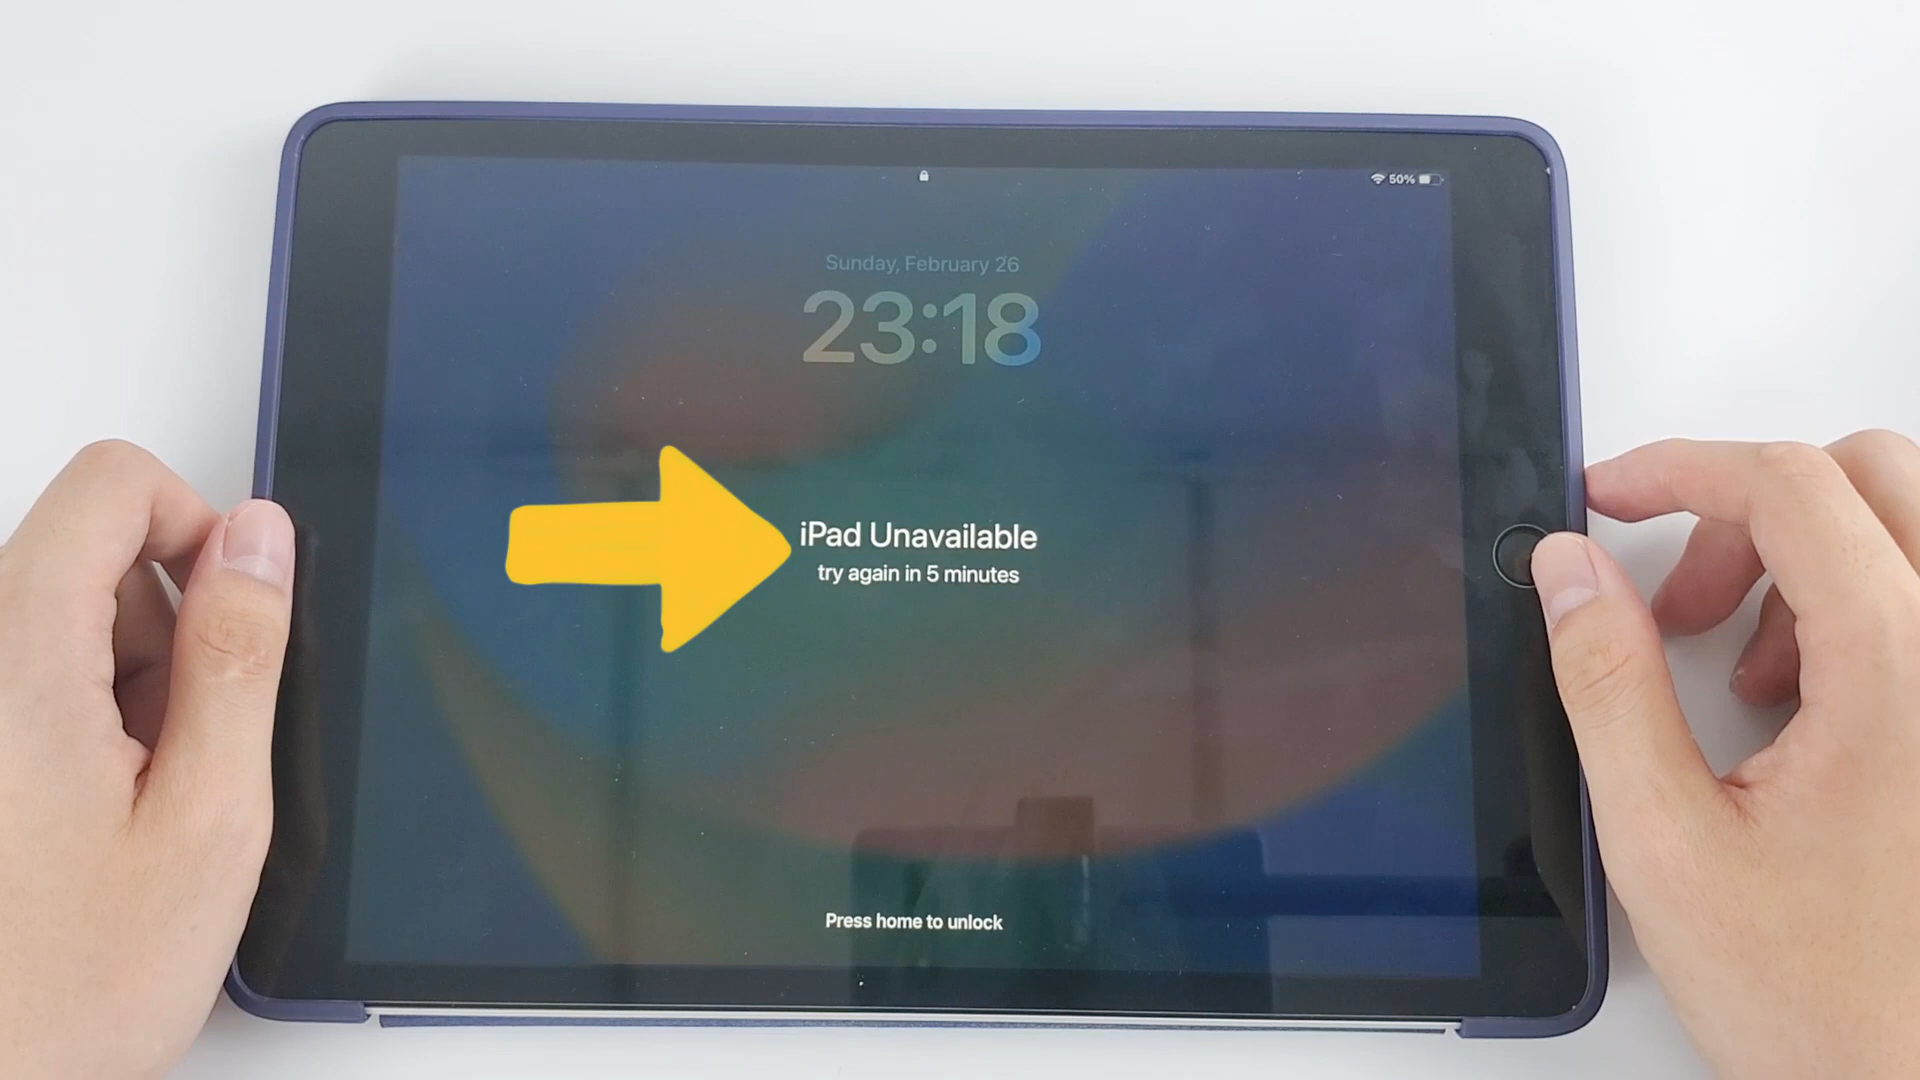 50%
Sunday, February 26
23:18
iPad Unavailable
try again in 5 minutes
Press home to unlock